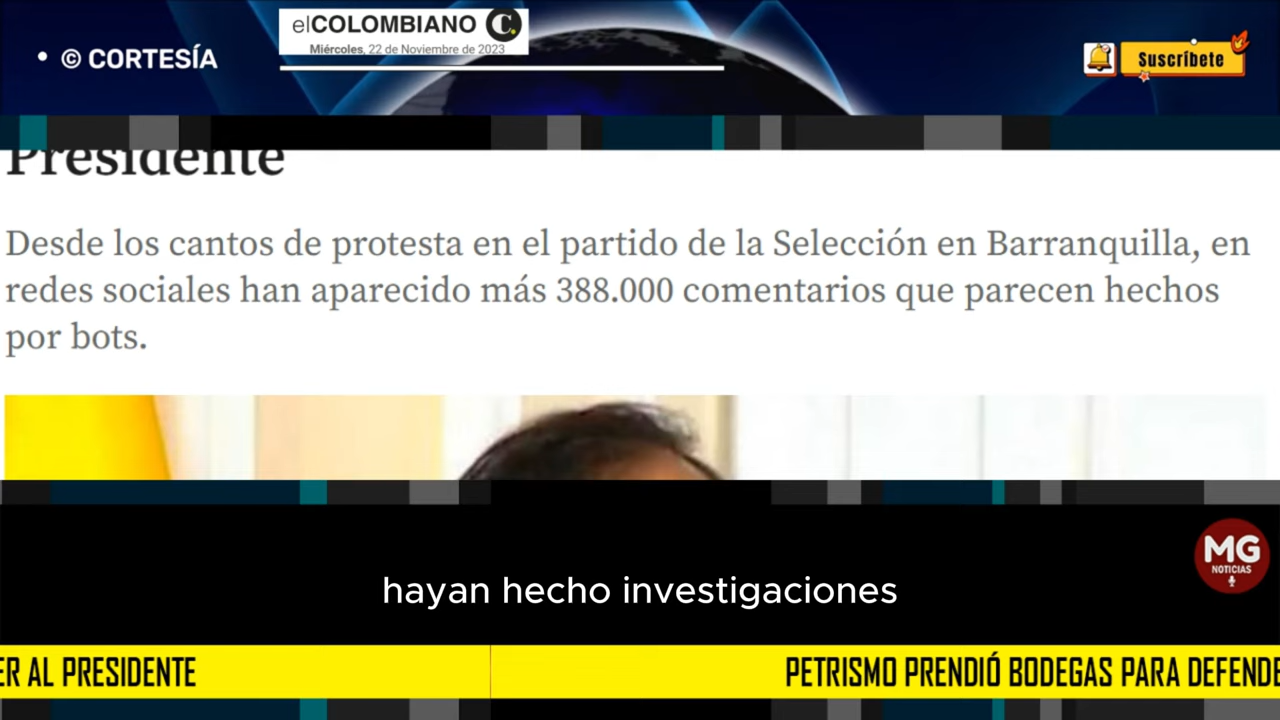 elCOLOMBIANO C.
Miércoles, 22 de Noviembre de 2023
© CORTESÍA
Suscríbete
Presidente
Desde los cantos de protesta en el partido de la Selección en Barranquilla, en
redes sociales han aparecido más 388.000 comentarios que parecen hechos
por bots.
MG
NOTICIAS
hayan hecho investigaciones
ER AL PRESIDENTE
PETRISMO PRENDIÓ BODEGAS PARA DEFENDE